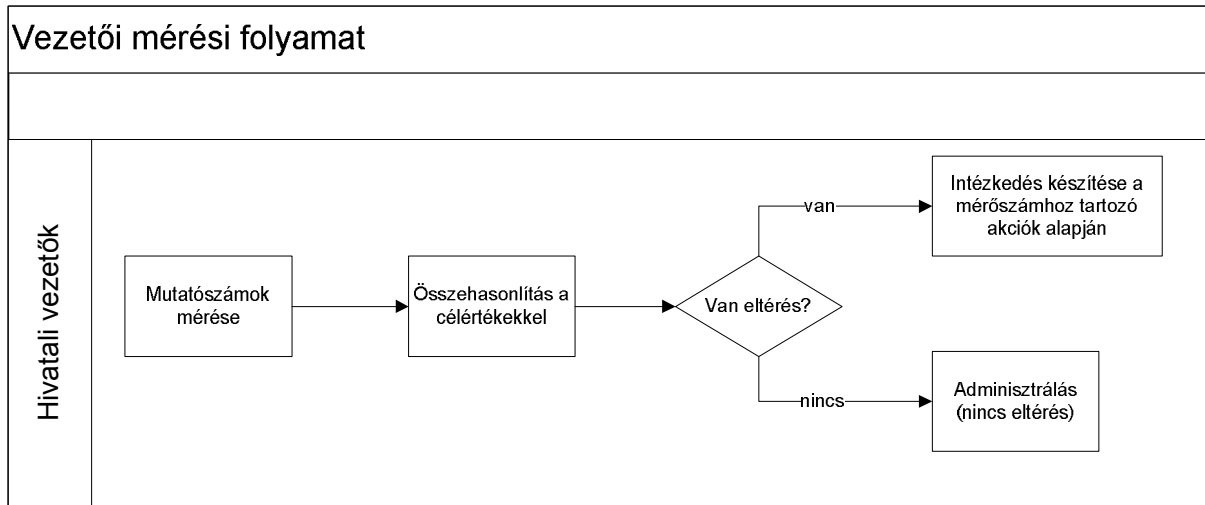 Vezetői mérési folyamat
Hivatali vezetők
Mutatószámok
mérése
Összehasonlítás a
célértékekkel
Van eltérés?
van
Intézkedés készítése a
mérőszámhoz tartozó
akciók alapján
nincs
Adminisztrálás
(nincs eltérés)